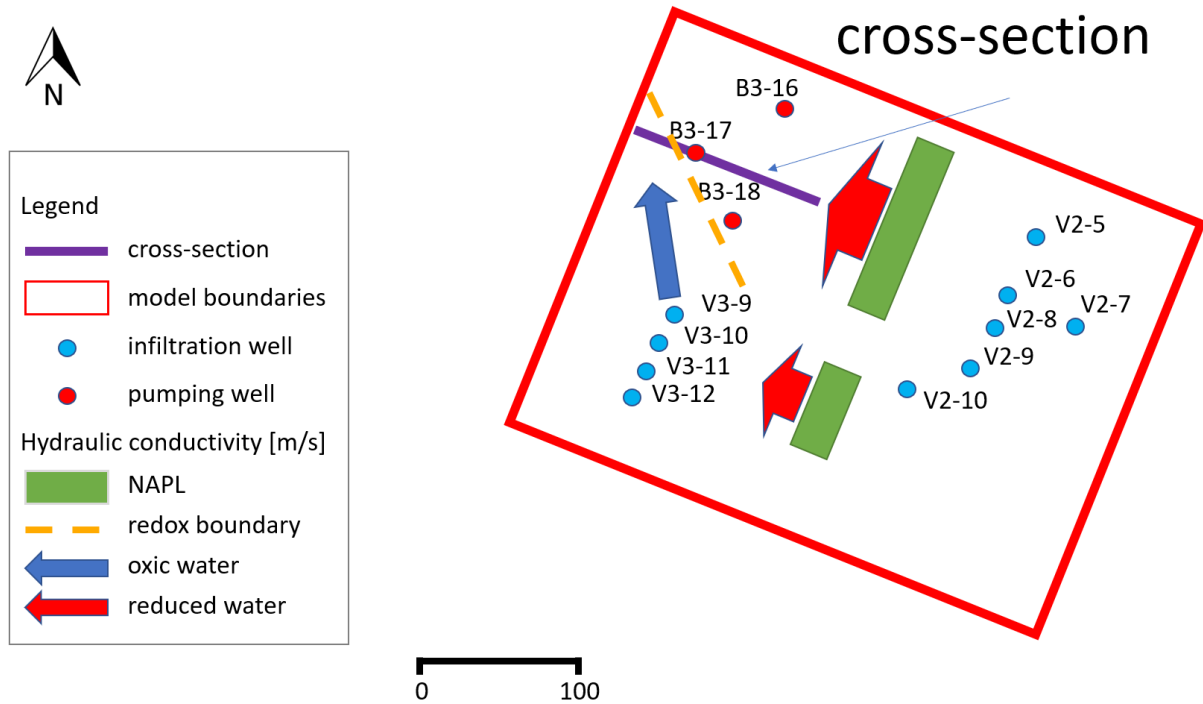 cross-section
N
B3-16
B3-17
B3-18
V2-5
V2-6
V2-7
V2-8
V2-9
V2-10
V3-9
V3-10
V3-11
V3-12
Legend
cross-section
model boundaries
infiltration well
pumping well
Hydraulic conductivity [m/s]
NAPL
redox boundary
oxic water
reduced water
0 100